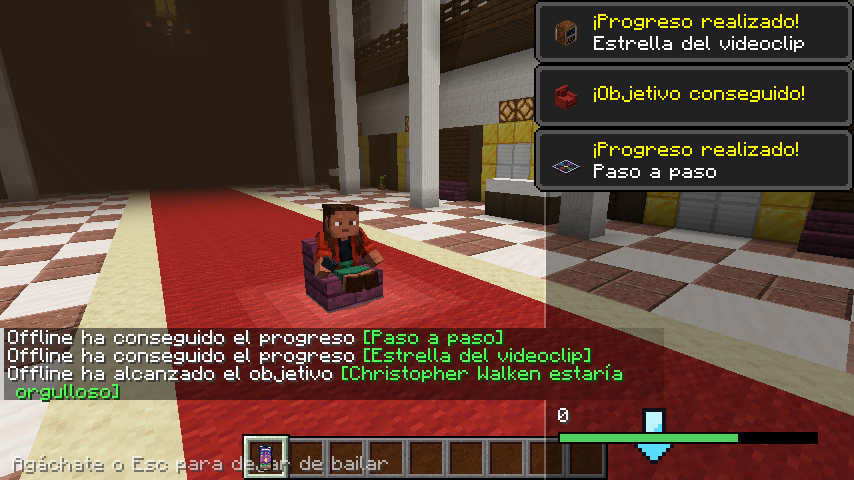 ¡Progreso realizado!
Estrella del videoclip
¡Objetivo conseguido!
¡Progreso realizado!
Paso a paso
Offline ha conseguido el progreso [Paso a paso]
Offline ha conseguido el progreso [Estrella del videoclip]
Offline ha alcanzado el objetivo [Christopher Walken estaría
orgulloso]
0
Agáchate o Esc para dejar de bailar